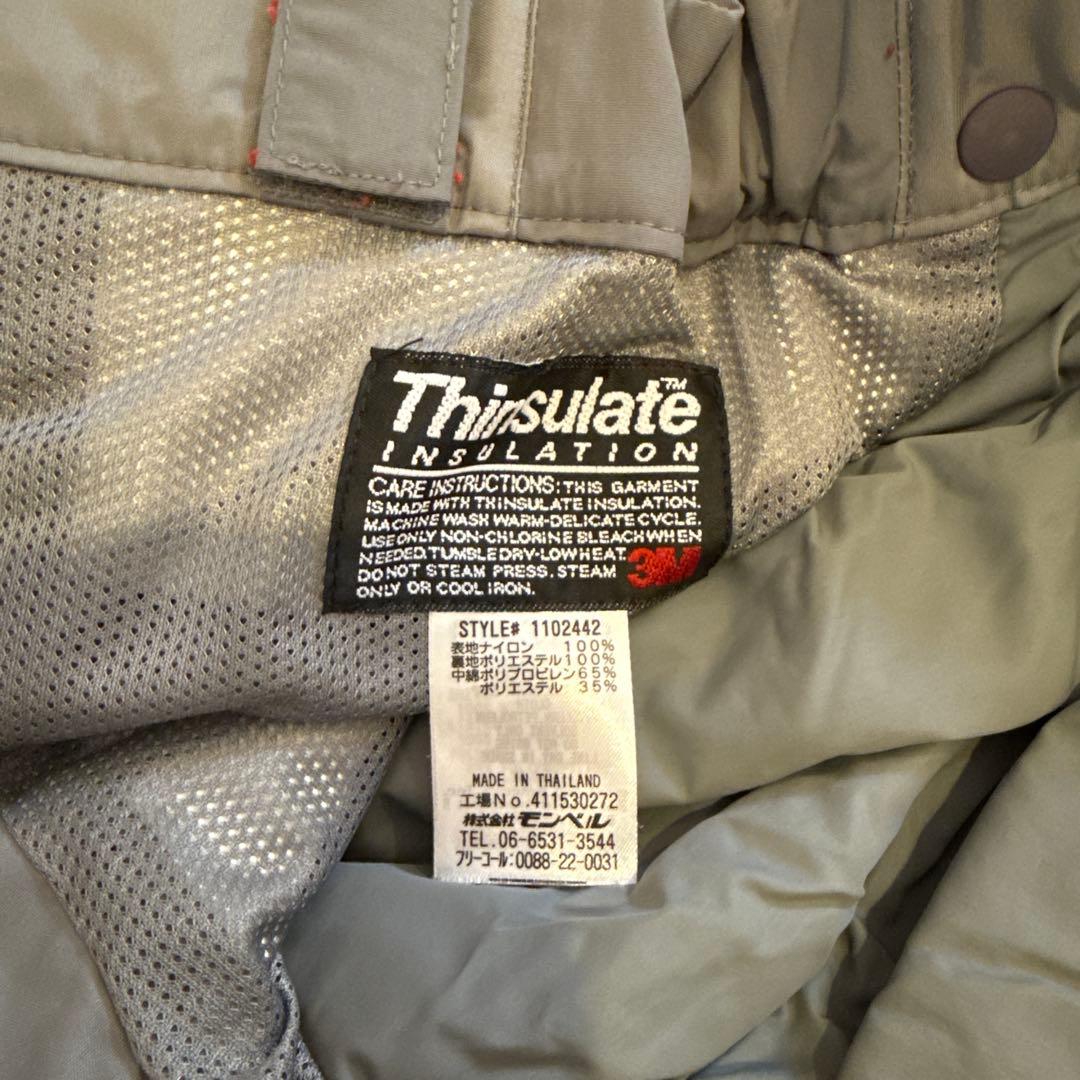 Thinsulate™
INSULATION
CARE INSTRUCTIONS: THIS GARMENT
IS MADE WITH THINSULATE INSULATION.
MACHINE WASH WARM-DELICATE CYCLE.
USE ONLY NON-CHLORINE BLEACH WHEN
NEEDED. TUMBLE DRY-LOW HEAT.
DO NOT STEAM PRESS. STEAM
ONLY OR COOL IRON.
3M
STYLE# 1102442
表地ナイロン 100%
裏地ポリエステル100%
中綿ポリプロピレン65%
ポリエステル 35%
MADE IN THAILAND
工場No.411530272
株式会社 モンベル
TEL.06-6531-3544
フリーコール:0088-22-0031